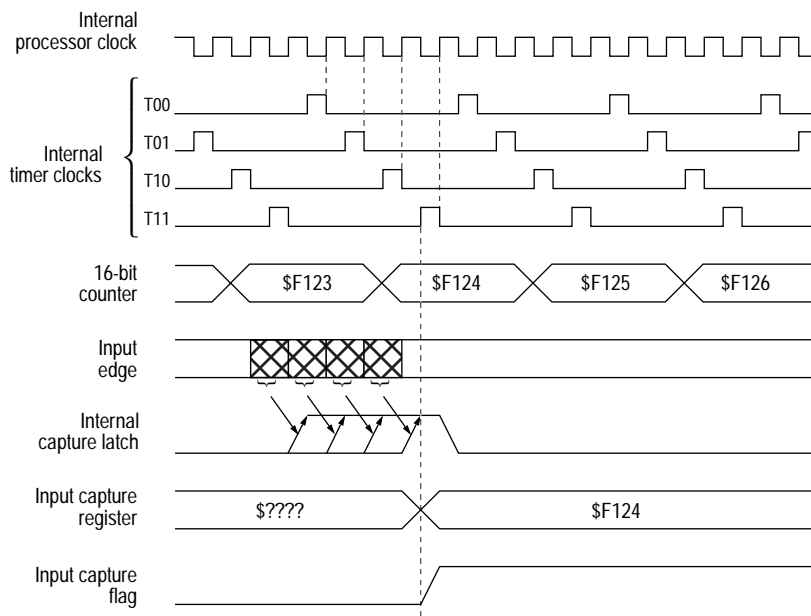 Internal
processor clock
T00
T01
Internal
timer clocks
T10
T11
16-bit
counter
$F123
$F124
$F125
$F126
Input
edge
Internal
capture latch
Input capture
register
$????
$F124
Input capture
flag